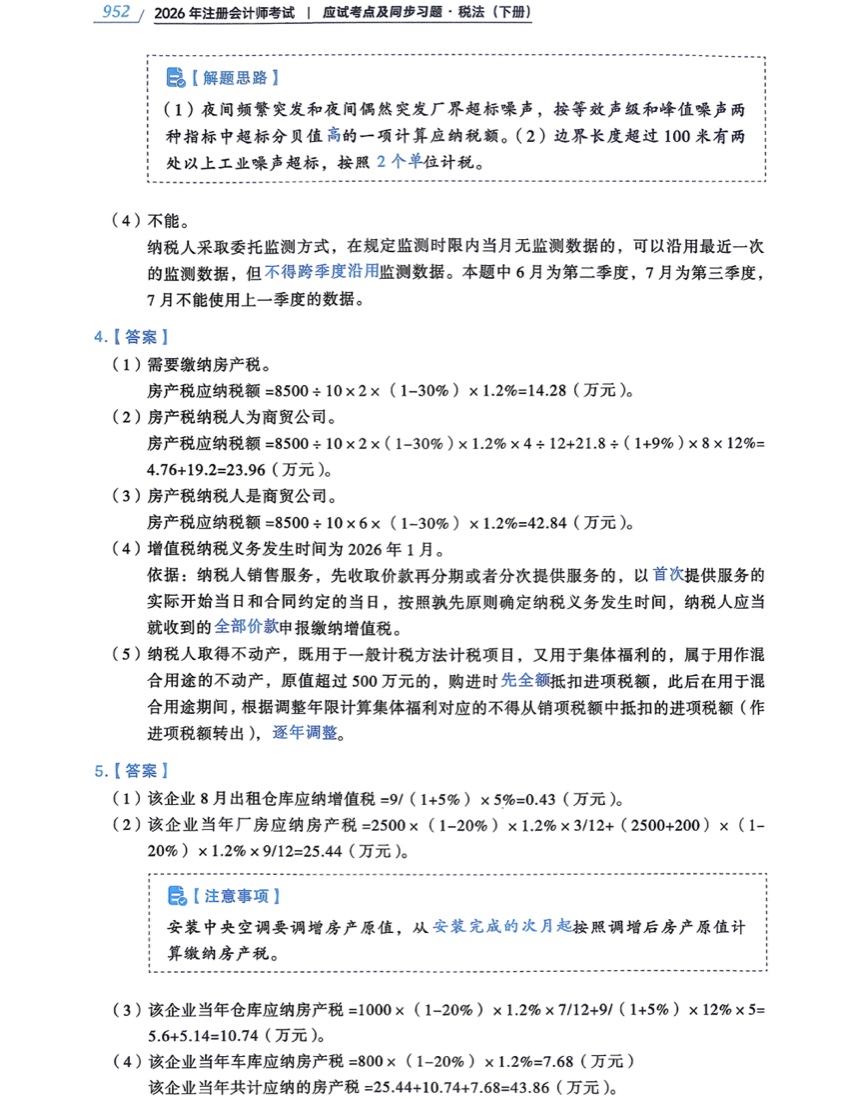 952 / 2026 年注册会计师考试 | 应试考点及同步习题 · 税法（下册）
【解题思路】
（1）夜间频繁突发和夜间偶然突发厂界超标噪声，按等效声级和峰值噪声两
种指标中超标分贝值高的一项计算应纳税额。（2）边界长度超过 100 米有两
处以上工业噪声超标，按照 2 个单位计税。
（4）不能。
纳税人采取委托监测方式，在规定监测时限内当月无监测数据的，可以沿用最近一次
的监测数据，但不得跨季度沿用监测数据。本题中 6 月为第二季度，7 月为第三季度，
7 月不能使用上一季度的数据。
4.【答案】
（1）需要缴纳房产税。
房产税应纳税额 =8500÷10×2×（1−30%）×1.2%=14.28（万元）。
（2）房产税纳税人为商贸公司。
房产税应纳税额 =8500÷10×2×（1−30%）×1.2%×4÷12+21.8÷（1+9%）×8×12%=
4.76+19.2=23.96（万元）。
（3）房产税纳税人是商贸公司。
房产税应纳税额 =8500÷10×6×（1−30%）×1.2%=42.84（万元）。
（4）增值税纳税义务发生时间为 2026 年 1 月。
依据：纳税人销售服务，先收取价款再分期或者分次提供服务的，以首次提供服务的
实际开始当日和合同约定的当日，按照孰先原则确定纳税义务发生时间，纳税人应当
就收到的全部价款申报缴纳增值税。
（5）纳税人取得不动产，既用于一般计税方法计税项目，又用于集体福利的，属于用作混
合用途的不动产，原值超过 500 万元的，购进时先全额抵扣进项税额，此后在用于混
合用途期间，根据调整年限计算集体福利对应的不得从销项税额中抵扣的进项税额（作
进项税额转出），逐年调整。
5.【答案】
（1）该企业 8 月出租仓库应纳增值税 =9/（1+5%）×5%=0.43（万元）。
（2）该企业当年厂房应纳房产税 =2500×（1−20%）×1.2%×3/12+（2500+200）×（1−
20%）×1.2%×9/12=25.44（万元）。
【注意事项】
安装中央空调要调增房产原值，从安装完成的次月起按照调增后房产原值计
算缴纳房产税。
（3）该企业当年仓库应纳房产税 =1000×（1−20%）×1.2%×7/12+9/（1+5%）×12%×5=
5.6+5.14=10.74（万元）。
（4）该企业当年车库应纳房产税 =800×（1−20%）×1.2%=7.68（万元）
该企业当年共计应纳的房产税 =25.44+10.74+7.68=43.86（万元）。